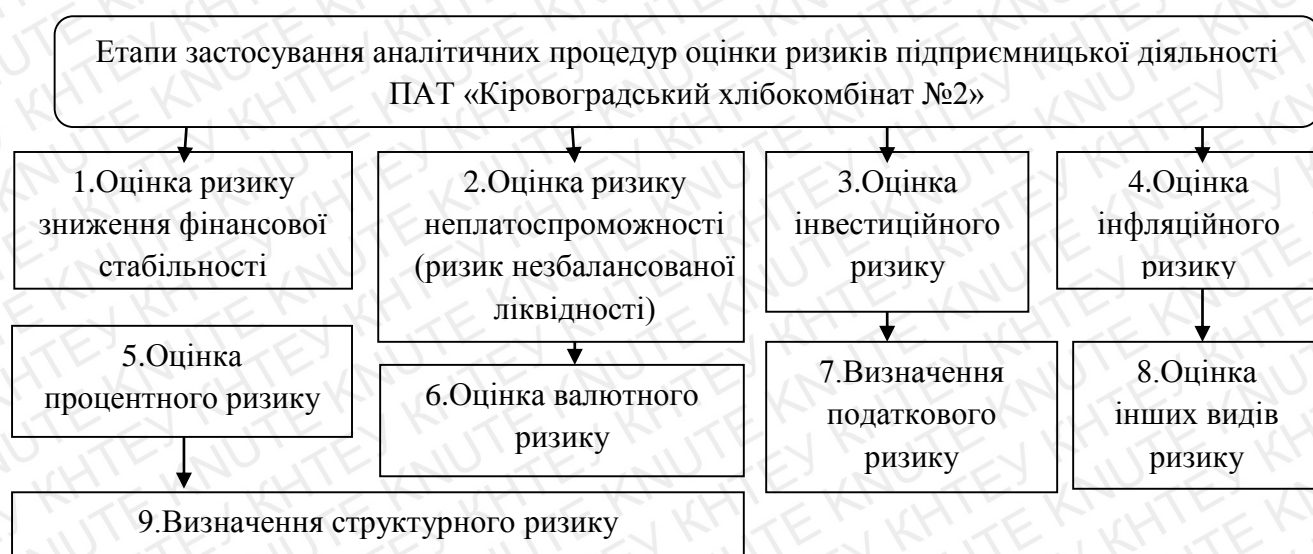 Етапи застосування аналітичних процедур оцінки ризиків підприємницької діяльності
ПАТ «Кіровоградський хлібокомбінат №2»
1.Оцінка ризику
зниження фінансової
стабільності
2.Оцінка ризику
неплатоспроможності
(ризик незбалансованої
ліквідності)
3.Оцінка
інвестиційного
ризику
4.Оцінка
інфляційного
ризику
5.Оцінка
процентного ризику
6.Оцінка валютного
ризику
7.Визначення
податкового
ризику
8.Оцінка
інших видів
ризику
9.Визначення структурного ризику